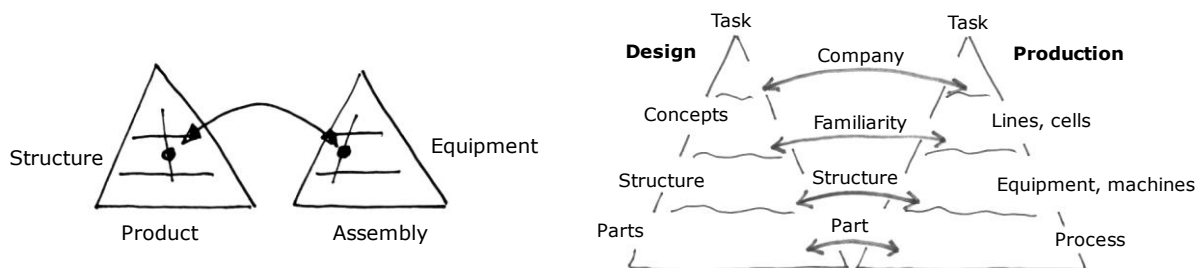 Structure
Equipment
Product
Assembly
Task
Task
Design
Company
Production
Concepts
Familiarity
Lines, cells
Structure
Structure
Equipment, machines
Parts
Part
Process